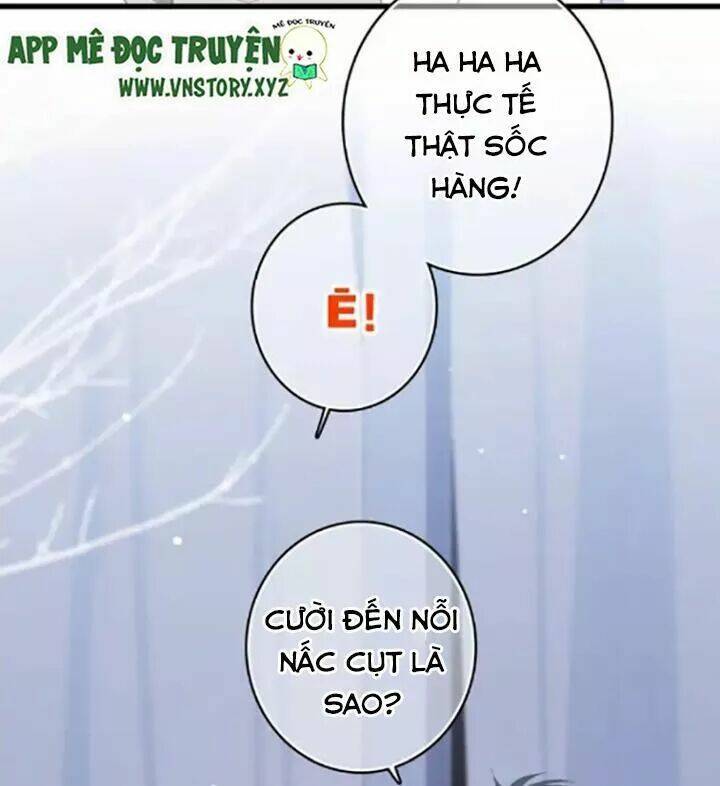 MÊ ĐỌC TRUYỆN
APP MÊ ĐỌC TRUYỆN
WWW.VNSTORY.XYZ
HA HA HA
THỰC TẾ
THẬT SỐC
HÀNG!
Ē!
CƯỜI ĐẾN NỖI
NẤC CỤT LÀ
SAO?